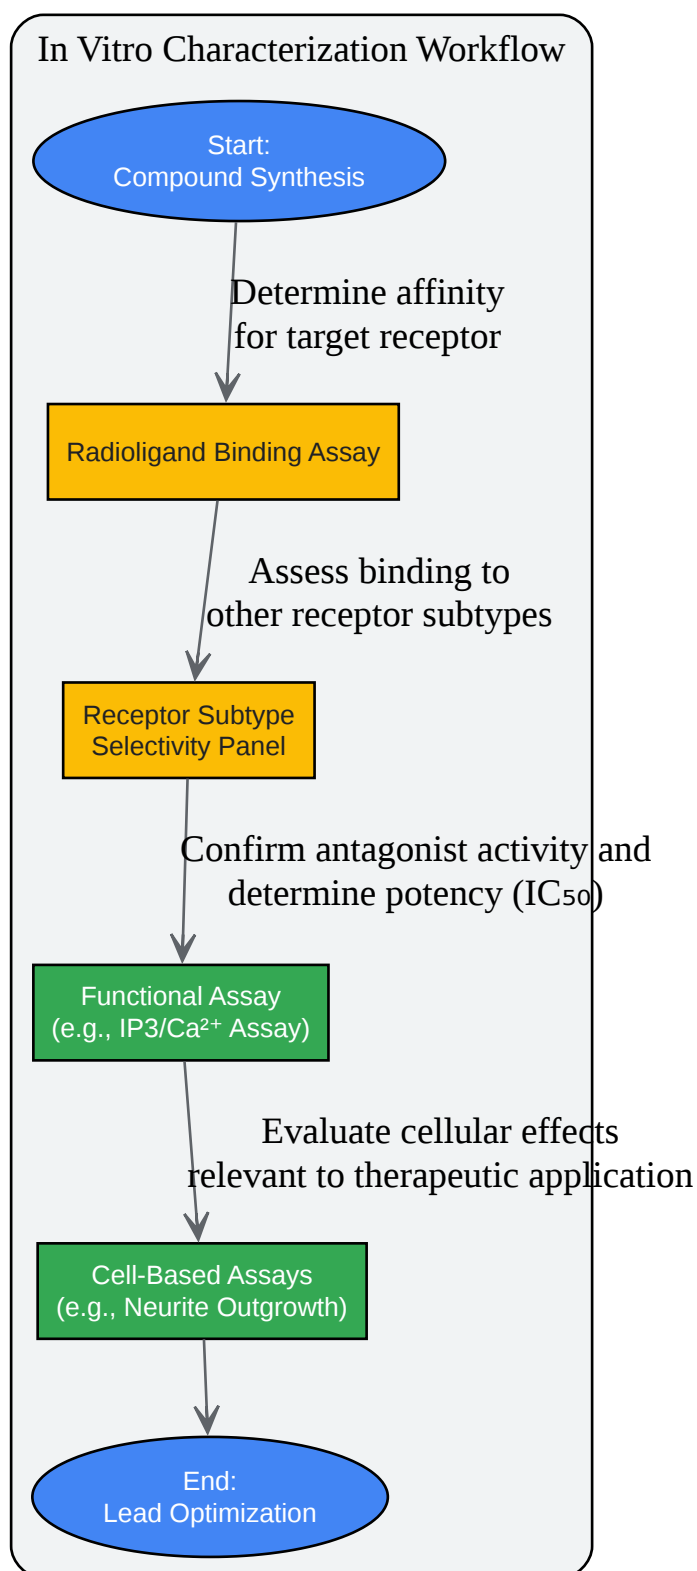 In Vitro Characterization Workflow
Start:
Compound Synthesis
Determine affinity
for target receptor
Radioligand Binding Assay
Assess binding to
other receptor subtypes
Receptor Subtype
Selectivity Panel
Confirm antagonist activity and
determine potency (IC₅₀)
Functional Assay
(e.g., IP3/Ca²⁺ Assay)
Evaluate cellular effects
relevant to therapeutic application
Cell-Based Assays
(e.g., Neurite Outgrowth)
End:
Lead Optimization